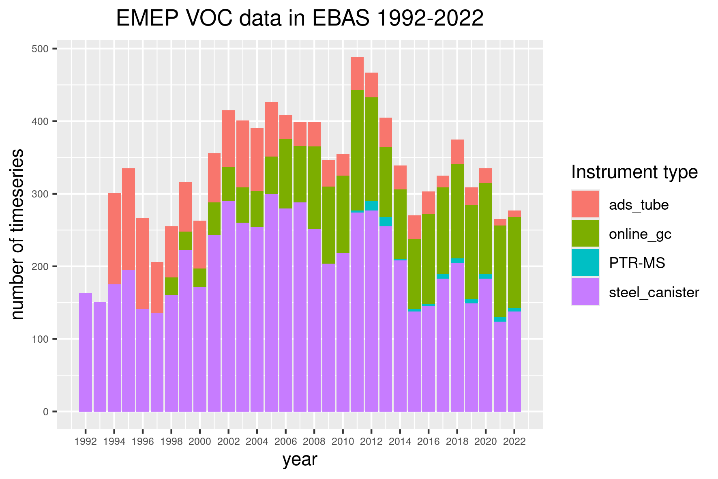 EMEP VOC data in EBAS 1992-2022
number of timeseries
500
400
300
200
100
0
1992 1994 1996 1998 2000 2002 2004 2006 2008 2010 2012 2014 2016 2018 2020 2022
year
Instrument type
ads_tube
online_gc
PTR-MS
steel_canister